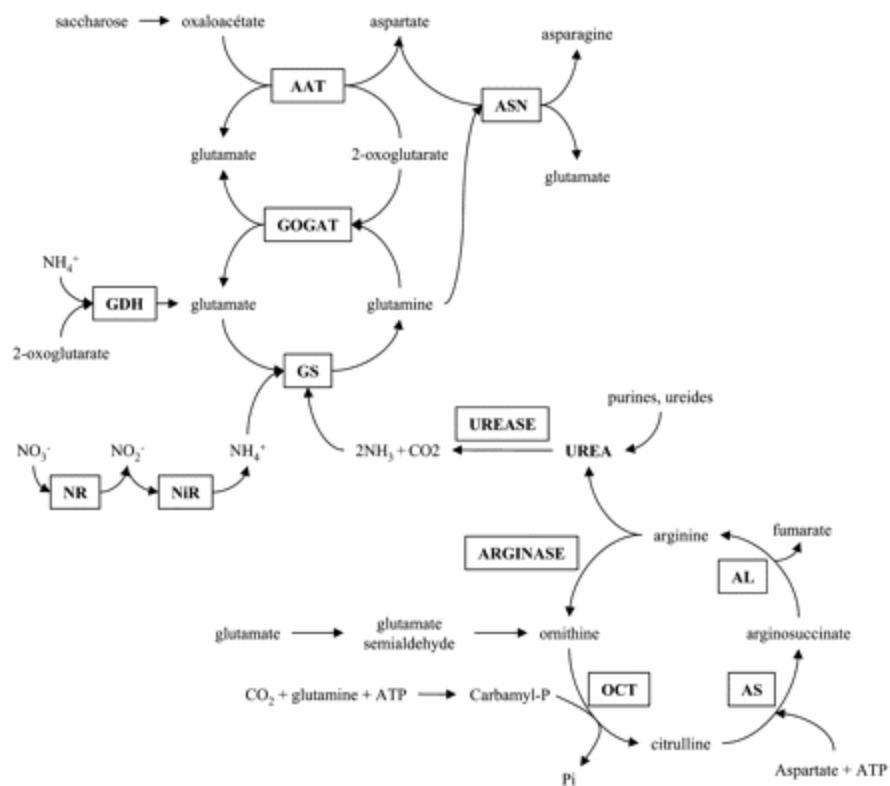 saccharose
oxaloacétate
aspartate
asparagine
AAT
ASN
glutamate
2-oxoglutarate
glutamate
GOGAT
NH4+
GDH
glutamate
glutamine
2-oxoglutarate
GS
purines, ureides
UREASE
NO3-
NO2-
NH4+
2NH3 + CO2
UREA
NR
NiR
arginine
fumarate
ARGINASE
AL
glutamate
glutamate
semialdehyde
ornithine
arginosuccinate
CO2 + glutamine + ATP
Carbamyl-P
OCT
AS
citrulline
Pi
Aspartate + ATP